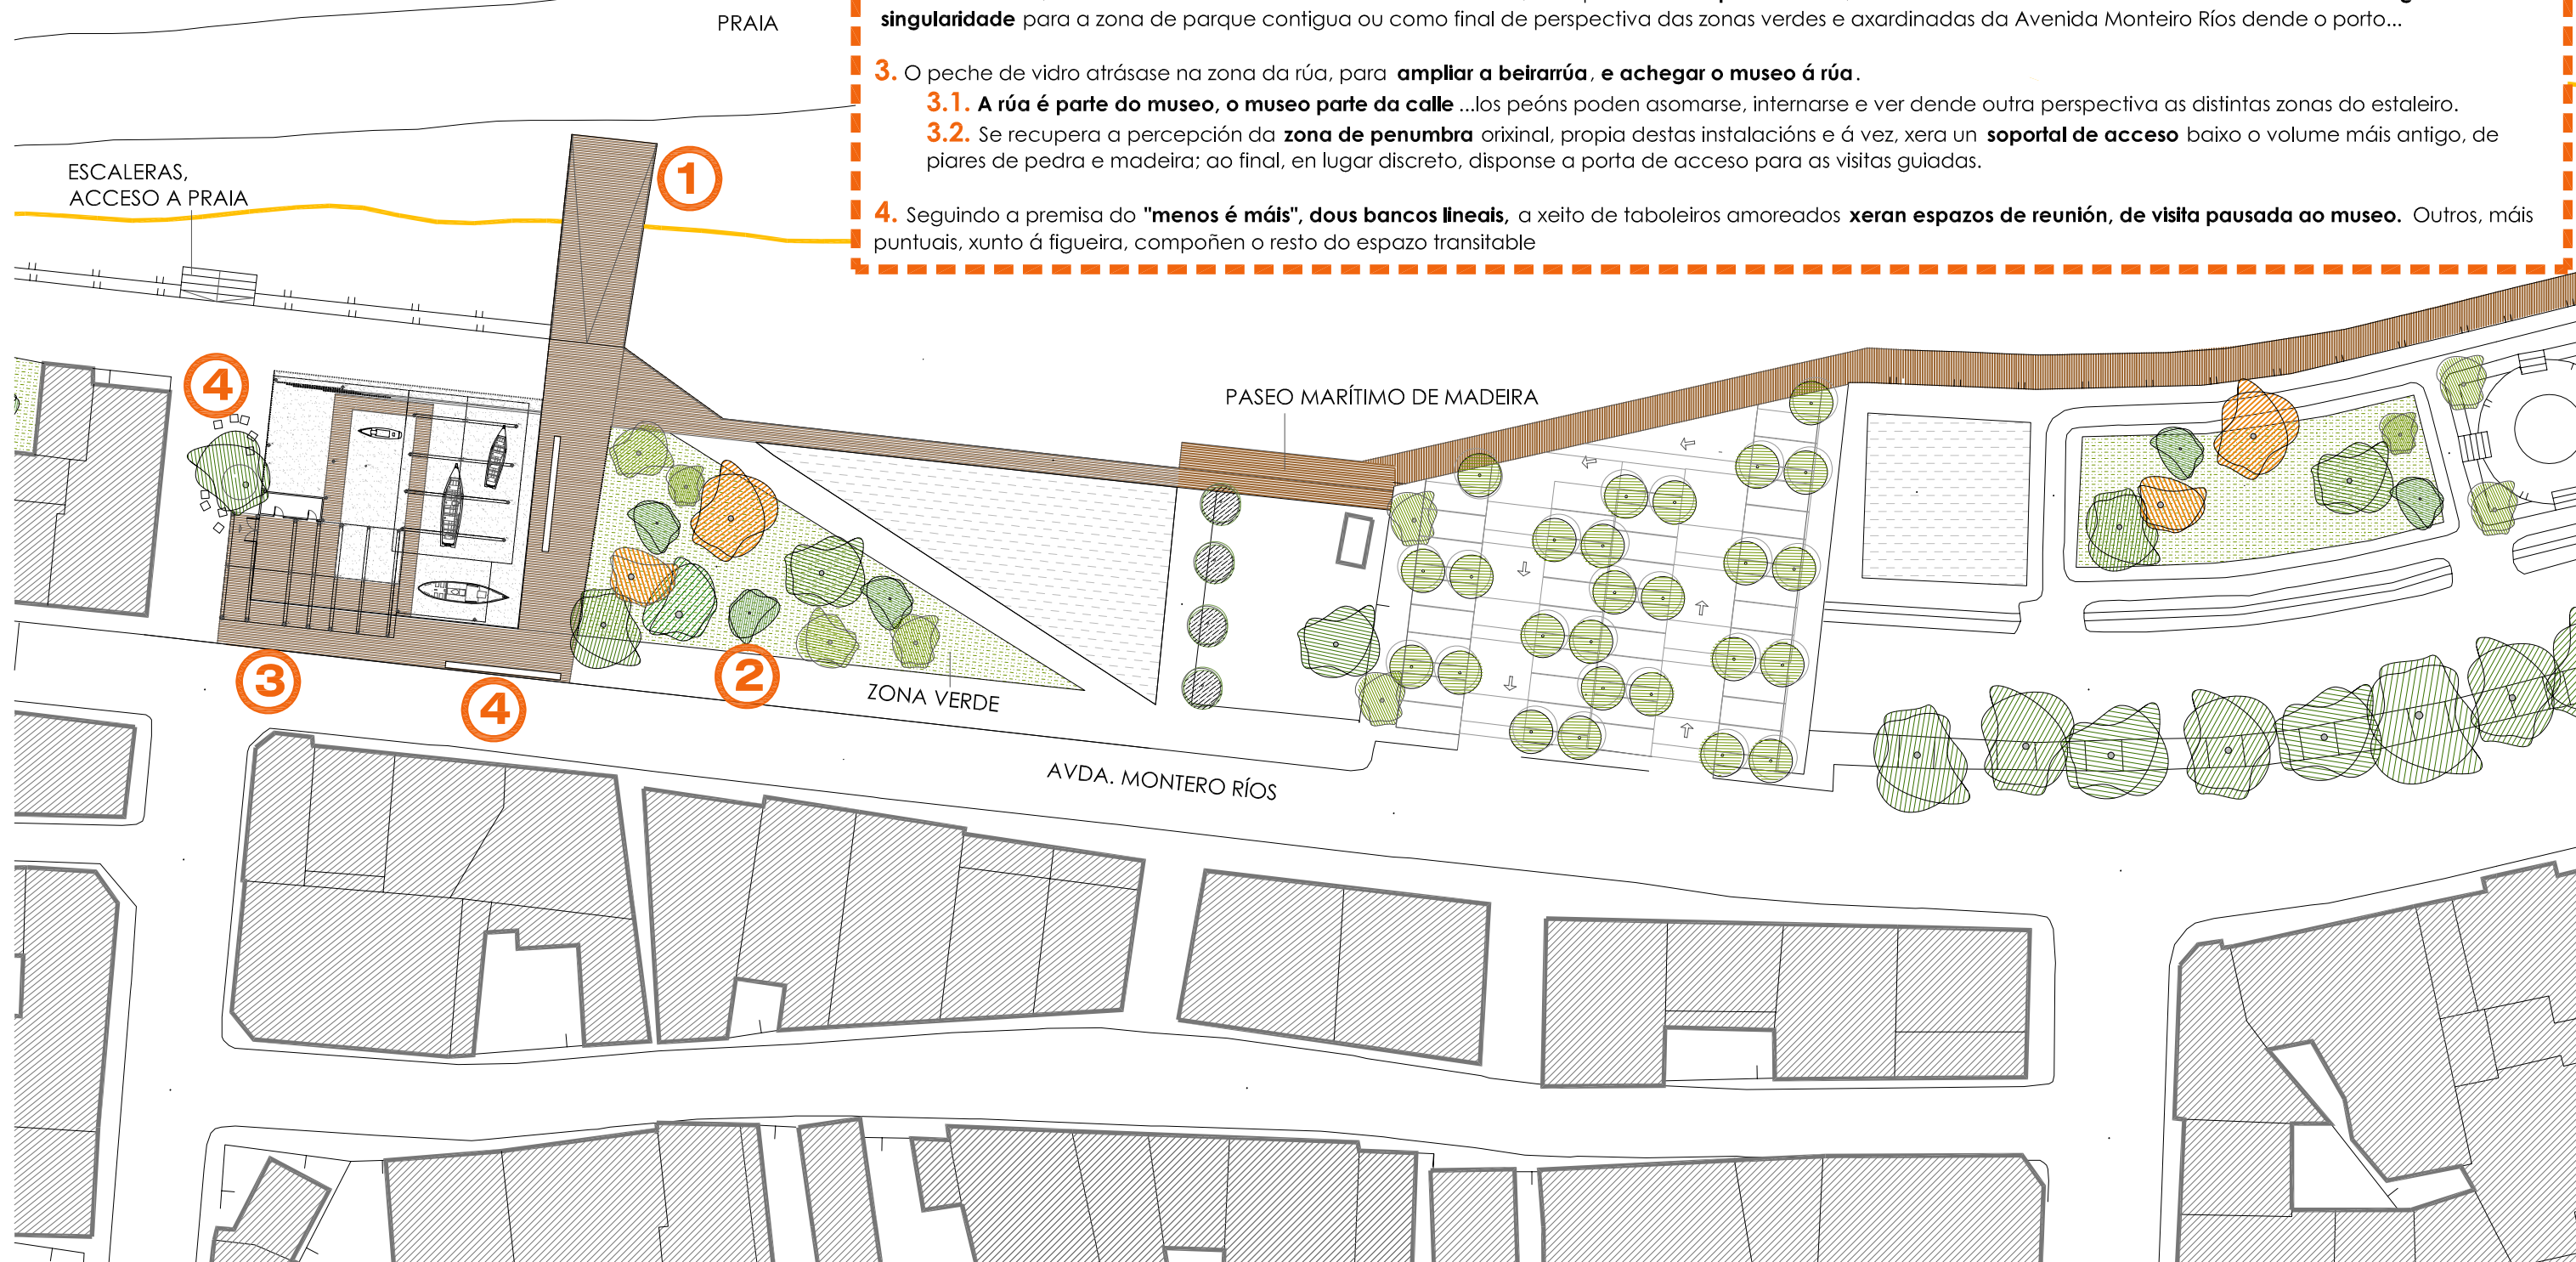 PRAIA
singularidade para a zona de parque contigua ou como final de perspectiva das zonas verdes e axardinadas da Avenida Monteiro Ríos dende o porto...
3. O peche de vidro atrásase na zona da rúa, para ampliar a beirarrúa, e achegar o museo á rúa.
3.1. A rúa é parte do museo, o museo parte da calle ...los peóns poden asomarse, internarse e ver dende outra perspectiva as distintas zonas do estaleiro.
3.2. Se recupera a percepción da zona de penumbra orixinal, propia destas instalacións e á vez, xera un soportal de acceso baixo o volume máis antigo, de
piares de pedra e madeira; ao final, en lugar discreto, disponse a porta de acceso para as visitas guiadas.
4. Seguindo a premisa do "menos é máis", dous bancos lineais, a xeito de taboleiros amoreados xeran espazos de reunión, de visita pausada ao museo. Outros, máis
puntuais, xunto á figueira, compoñen o resto do espazo transitable
ESCALERAS,
ACCESO A PRAIA
1
4
PASEO MARÍTIMO DE MADEIRA
3
4
2
ZONA VERDE
AVDA. MONTERO RÍOS